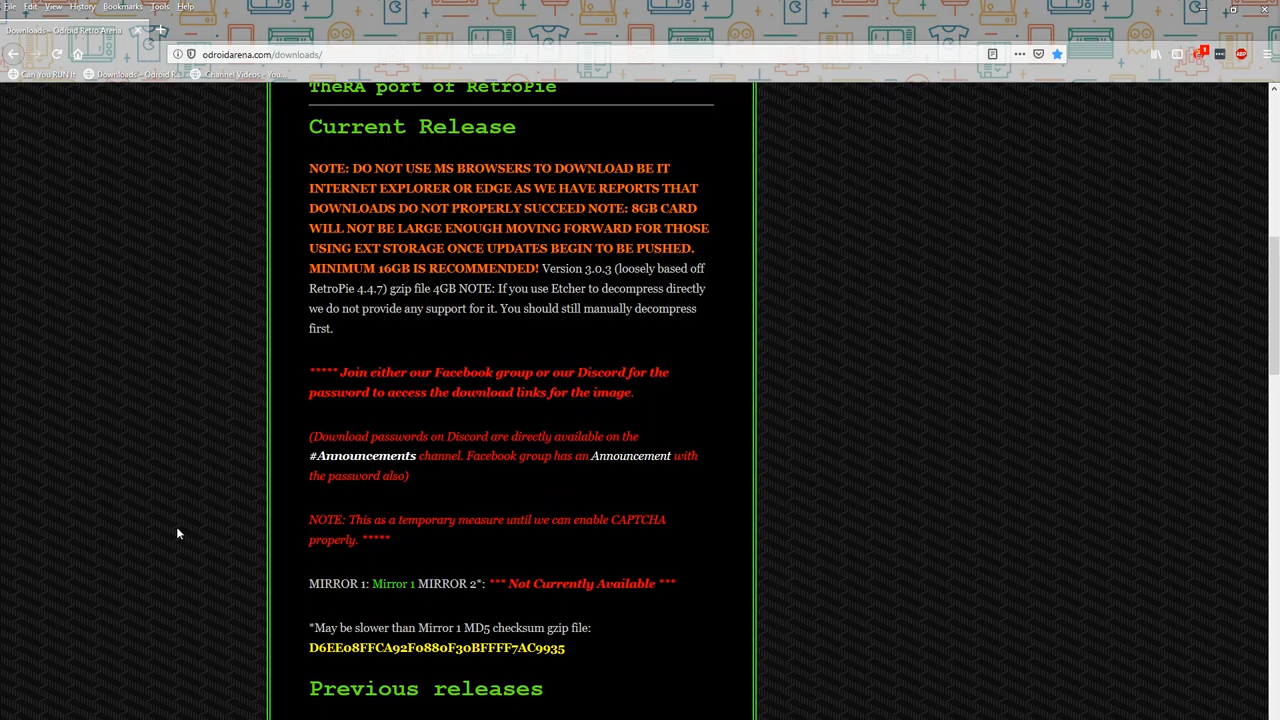 File Edit View History Bookmarks Tools Help
Downloads – Odroid Retro Arena
odroidarena.com/downloads/
Can You RUN It Downloads – Odroid R... Channel Videos - You...
TheRA port of RetroPie
Current Release
NOTE: DO NOT USE MS BROWSERS TO DOWNLOAD BE IT
INTERNET EXPLORER OR EDGE AS WE HAVE REPORTS THAT
DOWNLOADS DO NOT PROPERLY SUCCEED NOTE: 8GB CARD
WILL NOT BE LARGE ENOUGH MOVING FORWARD FOR THOSE
USING EXT STORAGE ONCE UPDATES BEGIN TO BE PUSHED.
MINIMUM 16GB IS RECOMMENDED! Version 3.0.3 (loosely based off
RetroPie 4.4.7) gzip file 4GB NOTE: If you use Etcher to decompress directly
we do not provide any support for it. You should still manually decompress
first.
***** Join either our Facebook group or our Discord for the
password to access the download links for the image.
(Download passwords on Discord are directly available on the
#Announcements channel. Facebook group has an Announcement with
the password also)
NOTE: This as a temporary measure until we can enable CAPTCHA
properly. *****
MIRROR 1: Mirror 1 MIRROR 2*: *** Not Currently Available ***
*May be slower than Mirror 1 MD5 checksum gzip file:
D6EE08FFCA92F0880F30BFFFF7AC9935
Previous releases